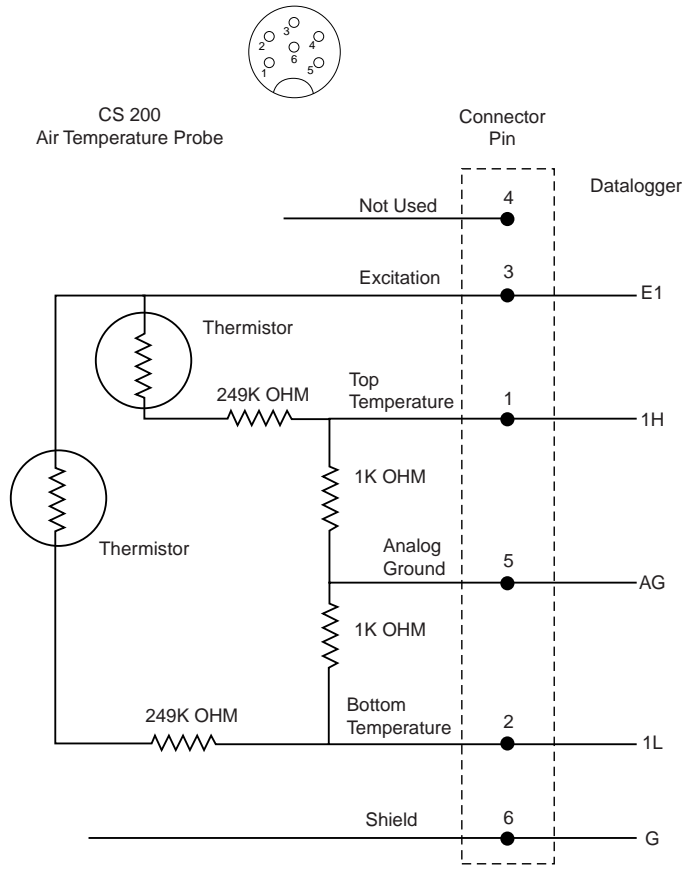 3
2
4
6
1
5
CS 200
Air Temperature Probe
Connector
Pin
Datalogger
Not Used
4
Excitation
3
E1
Thermistor
249K OHM
Top
Temperature
1
1H
1K OHM
Thermistor
Analog
Ground
5
AG
1K OHM
249K OHM
Bottom
Temperature
2
1L
Shield
6
G